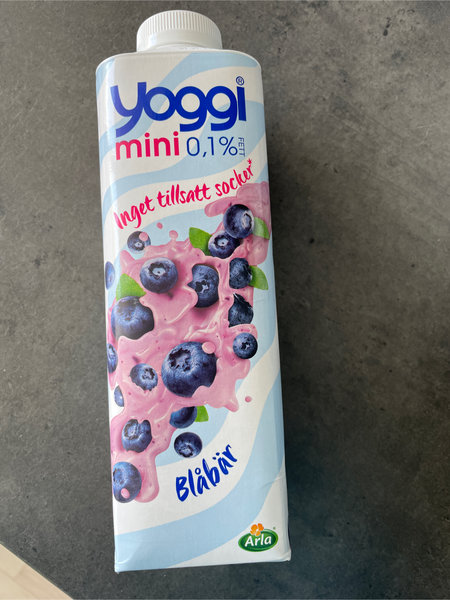 Yoggi®
mini 0,1% FETT
Inget tillsatt socker*
Blåbär
Arla